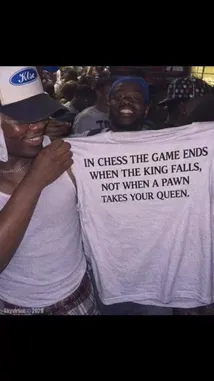 IN CHESS THE GAME ENDS
WHEN THE KING FALLS,
NOT WHEN A PAWN
TAKES YOUR QUEEN.